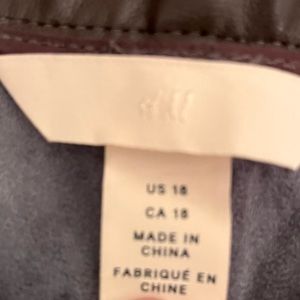 US 18
CA 18
MADE IN
CHINA
FABRIQUÉ EN
CHINE